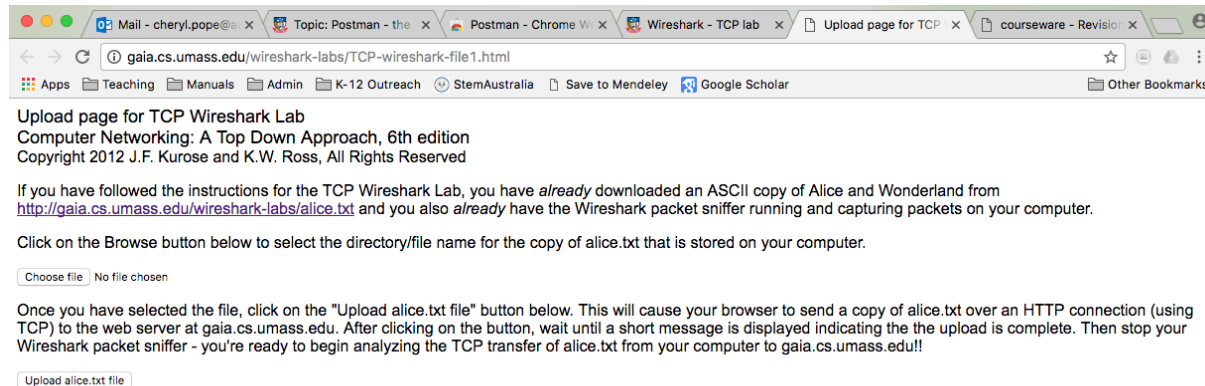 Mail - cheryl.pope@a
Topic: Postman - the
Postman - Chrome W
Wireshark - TCP lab
Upload page for TCP
courseware - Revision
gaia.cs.umass.edu/wireshark-labs/TCP-wireshark-file1.html
Apps Teaching Manuals Admin K-12 Outreach StemAustralia Save to Mendeley Google Scholar Other Bookmarks
Upload page for TCP Wireshark Lab
Computer Networking: A Top Down Approach, 6th edition
Copyright 2012 J.F. Kurose and K.W. Ross, All Rights Reserved
If you have followed the instructions for the TCP Wireshark Lab, you have already downloaded an ASCII copy of Alice and Wonderland from
http://gaia.cs.umass.edu/wireshark-labs/alice.txt and you also already have the Wireshark packet sniffer running and capturing packets on your computer.
Click on the Browse button below to select the directory/file name for the copy of alice.txt that is stored on your computer.
Choose file No file chosen
Once you have selected the file, click on the "Upload alice.txt file" button below. This will cause your browser to send a copy of alice.txt over an HTTP connection (using
TCP) to the web server at gaia.cs.umass.edu. After clicking on the button, wait until a short message is displayed indicating the the upload is complete. Then stop your
Wireshark packet sniffer - you're ready to begin analyzing the TCP transfer of alice.txt from your computer to gaia.cs.umass.edu!!
Upload alice.txt file